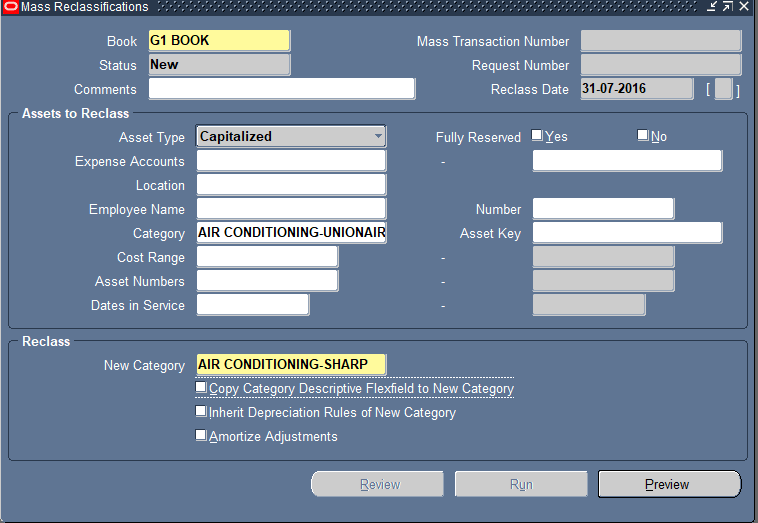 Mass Reclassifications
Book G1 BOOK Mass Transaction Number
Status New Request Number
Comments Reclass Date 31-07-2016 [ ]
Assets to Reclass
Asset Type Capitalized Fully Reserved Yes No
Expense Accounts -
Location
Employee Name Number
Category AIR CONDITIONING-UNIONAIR Asset Key
Cost Range -
Asset Numbers -
Dates in Service -
Reclass
New Category AIR CONDITIONING-SHARP
Copy Category Descriptive Flexfield to New Category
Inherit Depreciation Rules of New Category
Amortize Adjustments
Review Run Preview